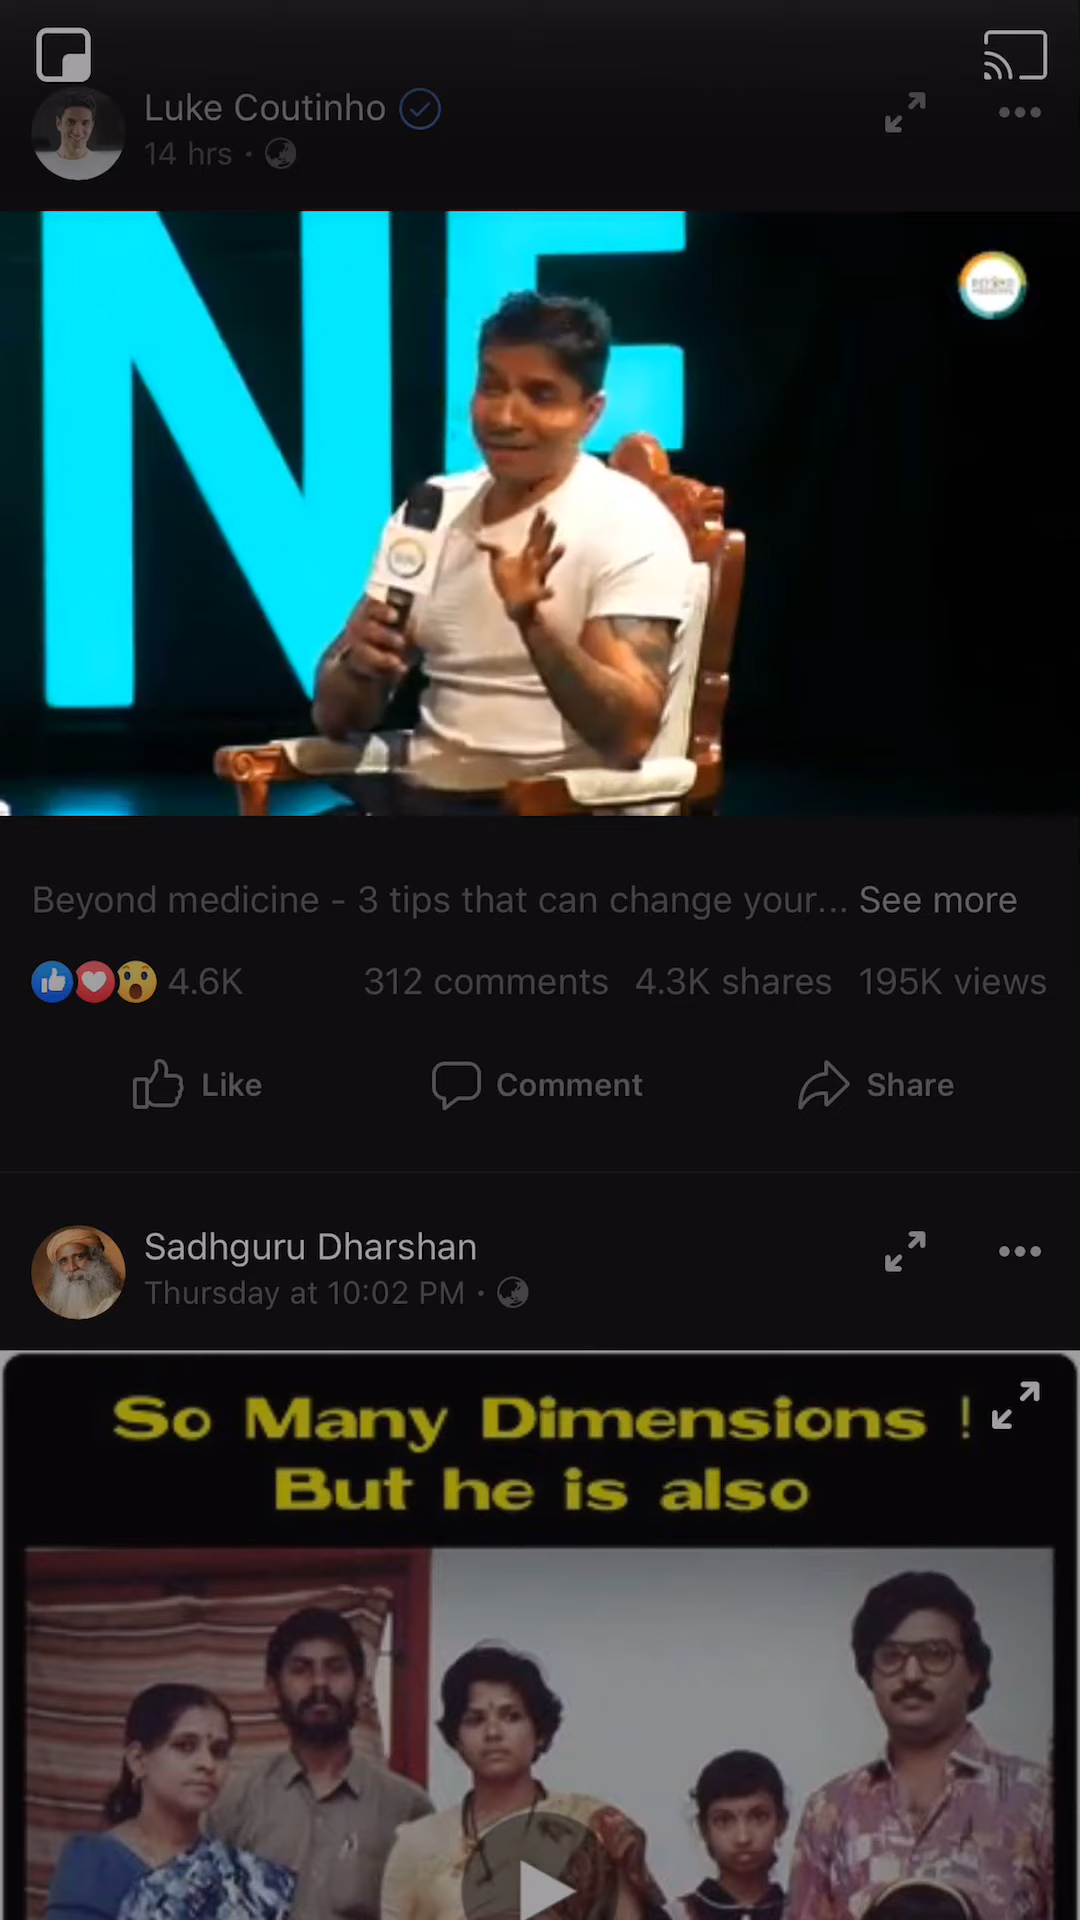 Luke Coutinho
14 hrs ·
NE
Beyond medicine - 3 tips that can change your... See more
4.6K 312 comments 4.3K shares 195K views
Like Comment Share
Sadhguru Dharshan
Thursday at 10:02 PM ·
So Many Dimensions !
But he is also